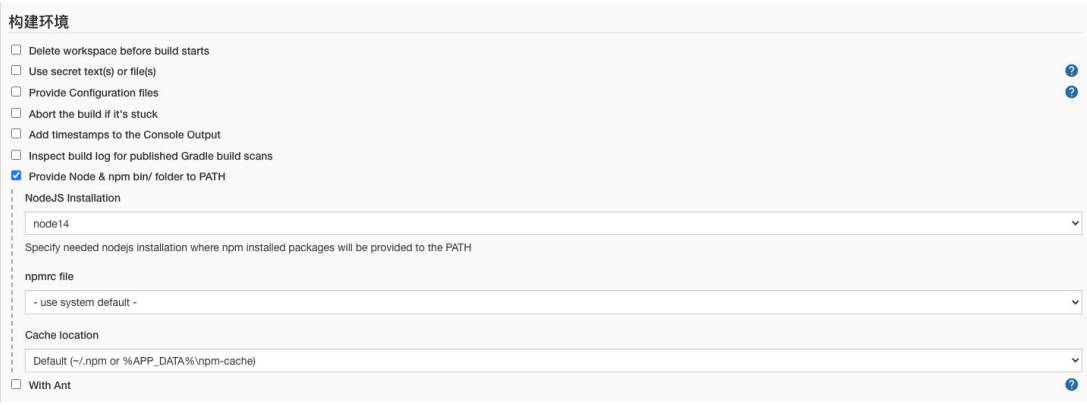 构建环境
Delete workspace before build starts
Use secret text(s) or file(s)
Provide Configuration files
Abort the build if it's stuck
Add timestamps to the Console Output
Inspect build log for published Gradle build scans
Provide Node & npm bin/ folder to PATH
NodeJS Installation
node14
Specify needed nodejs installation where npm installed packages will be provided to the PATH
npmrc file
- use system default -
Cache location
Default (~/.npm or %APP_DATA%\npm-cache)
With Ant